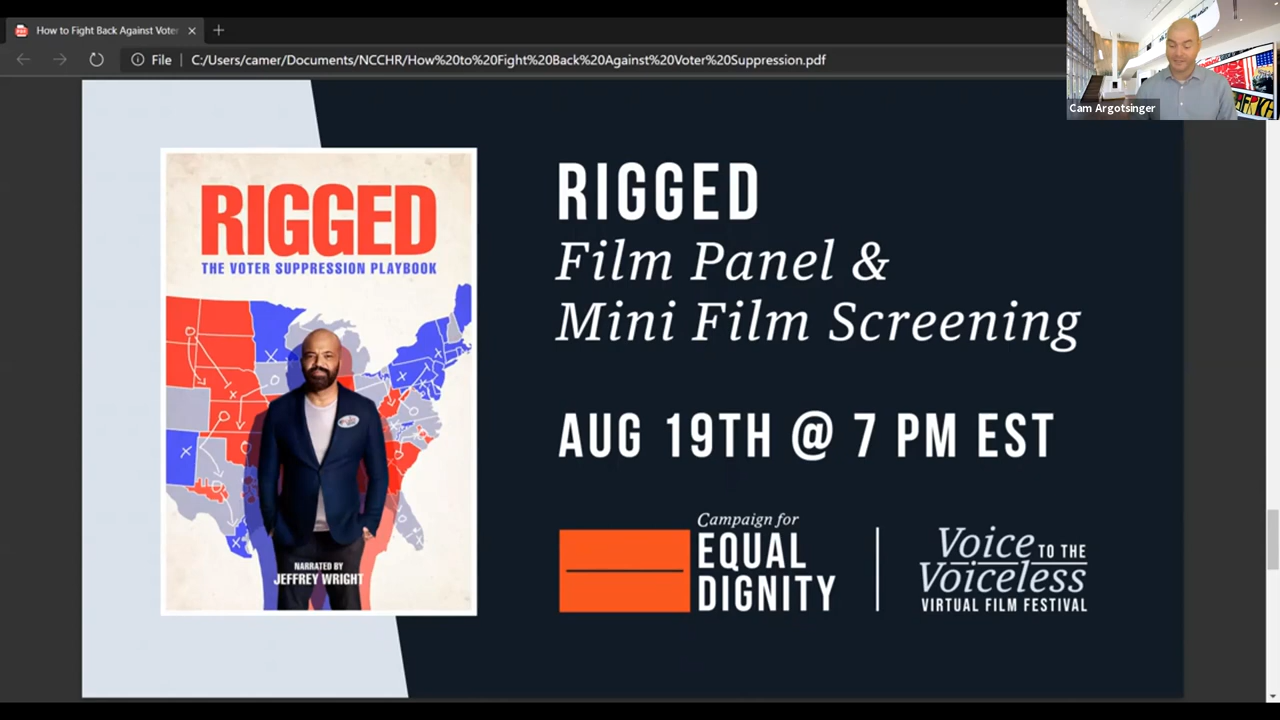 How to Fight Back Against Voter
File
C:/Users/camer/Documents/NCCHR/How%20to%20Fight%20Back%20Against%20Voter%20Suppression.pdf
Cam Argotsinger
RIGGED
THE VOTER SUPPRESSION PLAYBOOK
NARRATED BY
JEFFREY WRIGHT
RIGGED
Film Panel &
Mini Film Screening
AUG 19TH @ 7 PM EST
Campaign for
EQUAL
DIGNITY
Voice TO THE
Voiceless
VIRTUAL FILM FESTIVAL